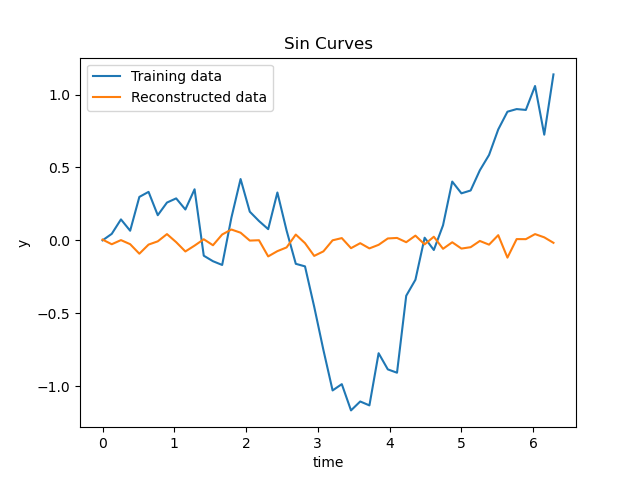 Sin Curves
Training data
Reconstructed data
1.0
0.5
0.0
−0.5
−1.0
y
0 1 2 3 4 5 6
time